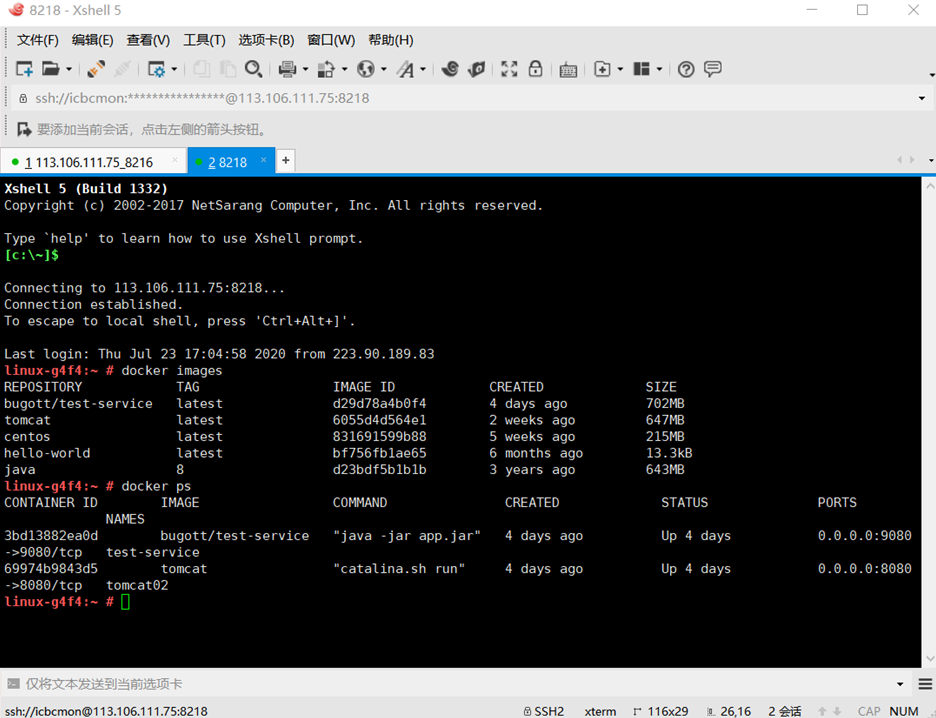 8218 - Xshell 5
文件(F) 编辑(E) 查看(V) 工具(T) 选项卡(B) 窗口(W) 帮助(H)
ssh://icbcmon:****************@113.106.111.75:8218
要添加当前会话，点击左侧的箭头按钮。
1 113.106.111.75_8216 × 2 8218 × +
Xshell 5 (Build 1332)
Copyright (c) 2002-2017 NetSarang Computer, Inc. All rights reserved.
Type `help' to learn how to use Xshell prompt.
[c:\~]$
Connecting to 113.106.111.75:8218...
Connection established.
To escape to local shell, press 'Ctrl+Alt+]'.
Last login: Thu Jul 23 17:04:58 2020 from 223.90.189.83
linux-g4f4:~ # docker images
REPOSITORY TAG IMAGE ID CREATED SIZE
bugott/test-service latest d29d78a4b0f4 4 days ago 702MB
tomcat latest 6055d4d564e1 2 weeks ago 647MB
centos latest 831691599b88 5 weeks ago 215MB
hello-world latest bf756fb1ae65 6 months ago 13.3kB
java 8 d23bdf5b1b1b 3 years ago 643MB
linux-g4f4:~ # docker ps
CONTAINER ID IMAGE COMMAND CREATED STATUS PORTS
NAMES
3bd13882ea0d bugott/test-service "java -jar app.jar" 4 days ago Up 4 days 0.0.0.0:9080
->9080/tcp test-service
69974b9843d5 tomcat "catalina.sh run" 4 days ago Up 4 days 0.0.0.0:8080
->8080/tcp tomcat02
linux-g4f4:~ #
仅将文本发送到当前选项卡
ssh://icbcmon@113.106.111.75:8218 SSH2 xterm 116x29 26,16 2 会话 CAP NUM